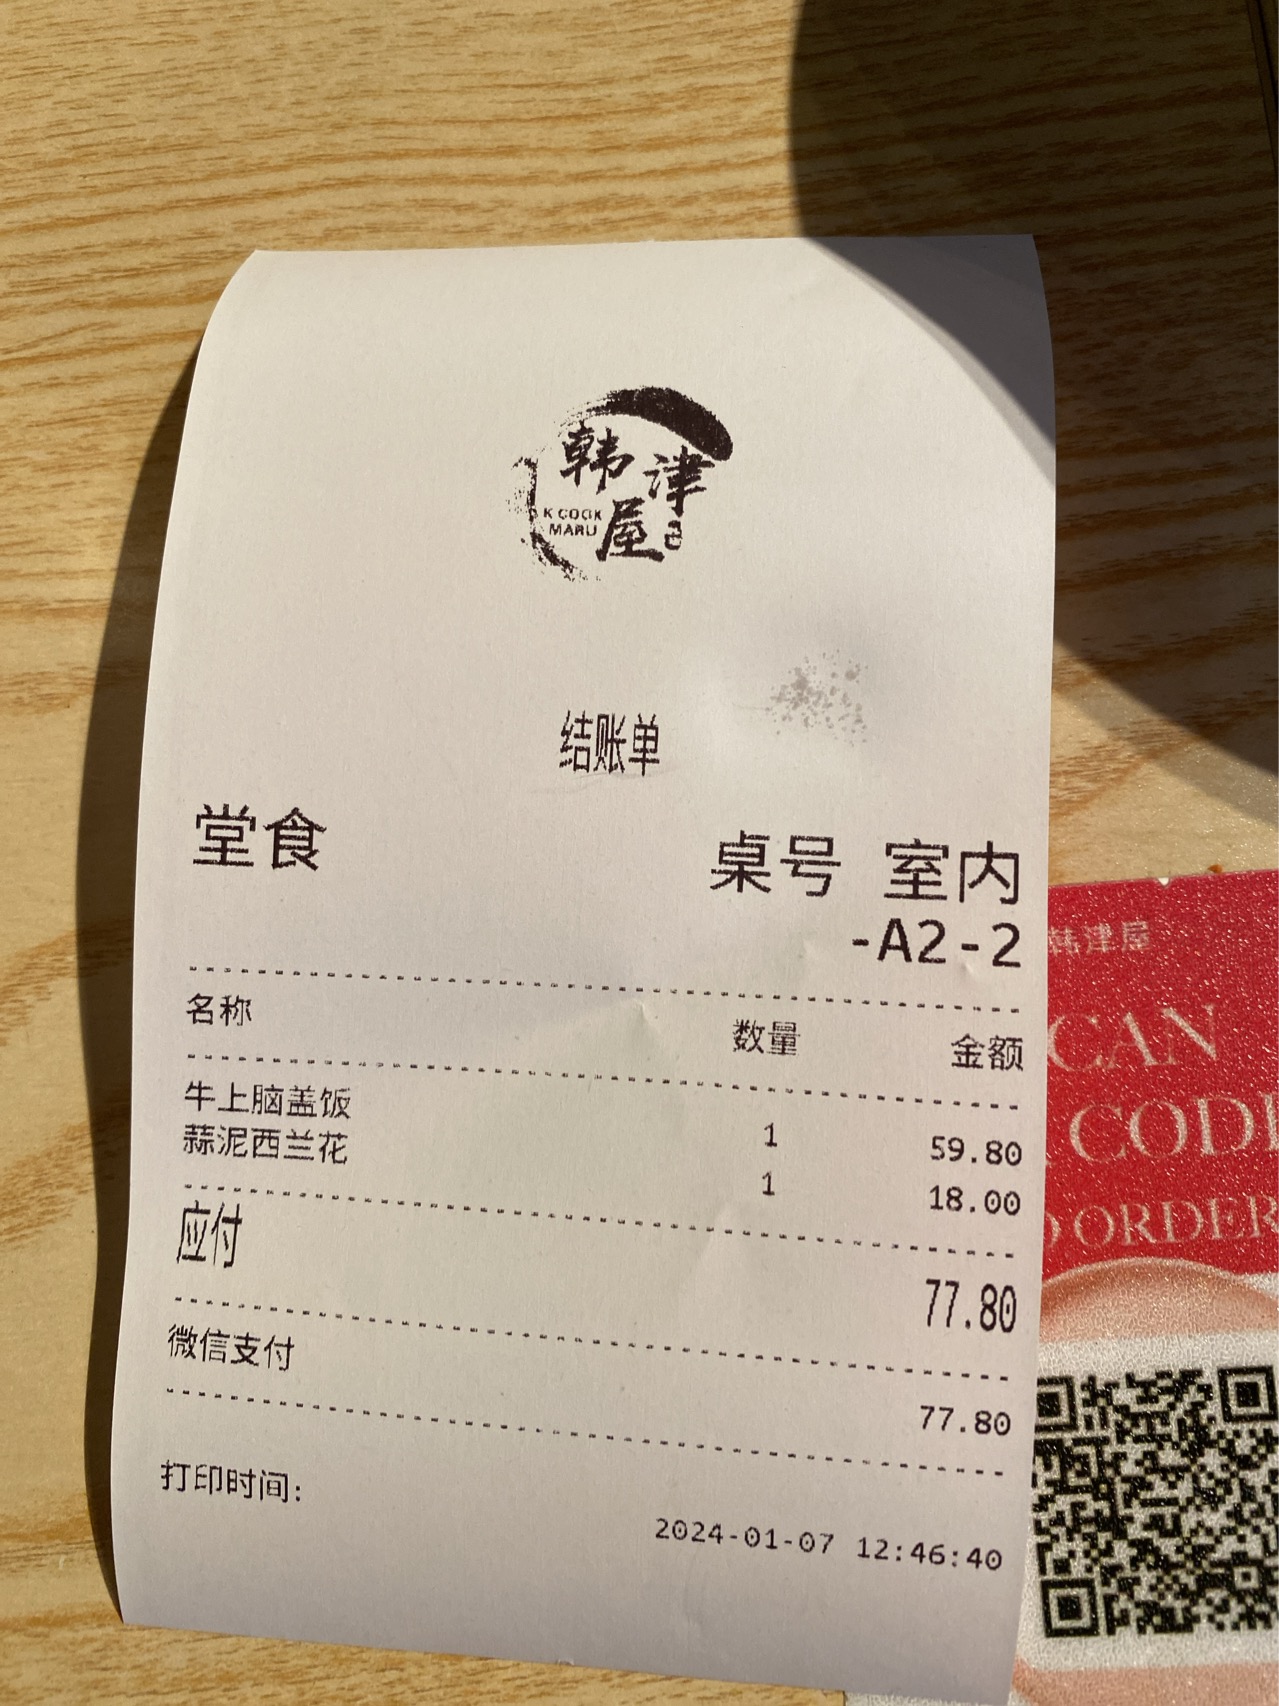 韩津
屋
K COOK
MARU
结账单
堂食
桌号 室内
-A2-2
名称 数量 金额
牛上脑盖饭 1 59.80
蒜泥西兰花 1 18.00
应付 77.80
微信支付 77.80
打印时间:
2024-01-07 12:46:40
韩津屋
CAN
CODE
ORDER